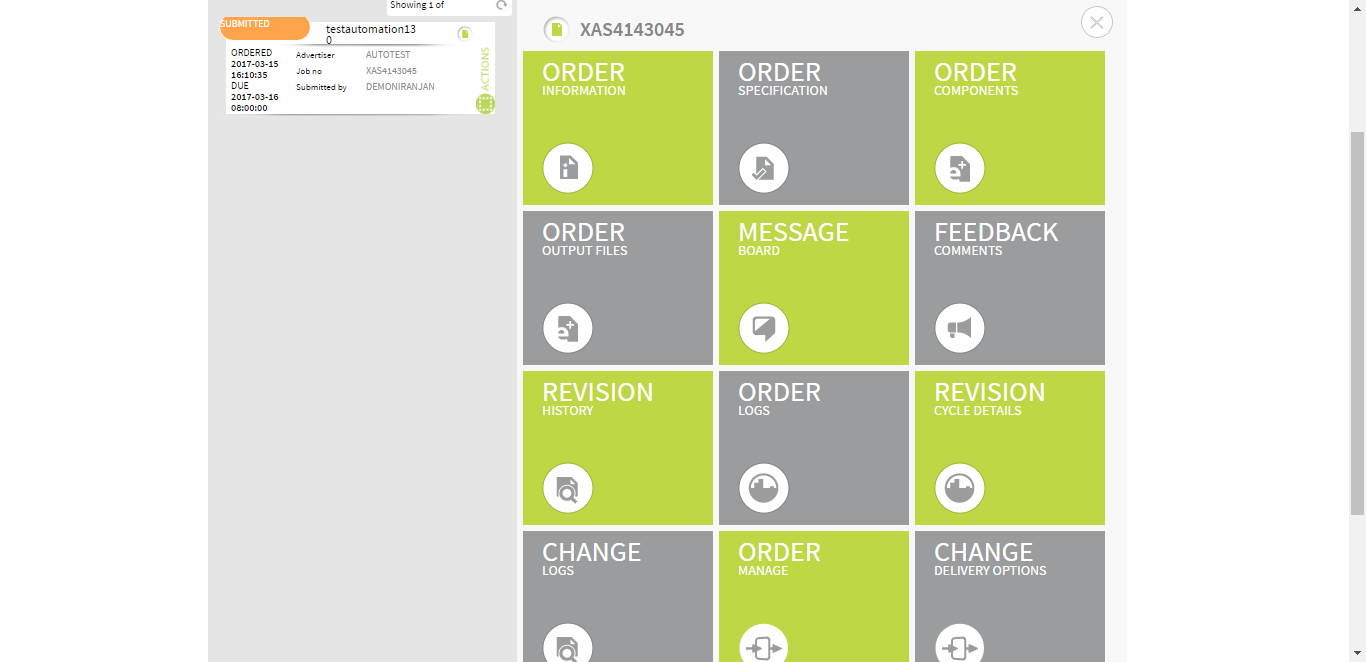 Showing 1 of
SUBMITTED
testautomation13
0
ORDERED
2017-03-15
16:10:35
DUE
2017-03-16
08:00:00
Advertiser AUTOTEST
Job no XAS4143045
Submitted by DEMONIRANJAN
ACTIONS
XAS4143045
ORDER
INFORMATION
ORDER
SPECIFICATION
ORDER
COMPONENTS
ORDER
OUTPUT FILES
MESSAGE
BOARD
FEEDBACK
COMMENTS
REVISION
HISTORY
ORDER
LOGS
REVISION
CYCLE DETAILS
CHANGE
LOGS
ORDER
MANAGE
CHANGE
DELIVERY OPTIONS